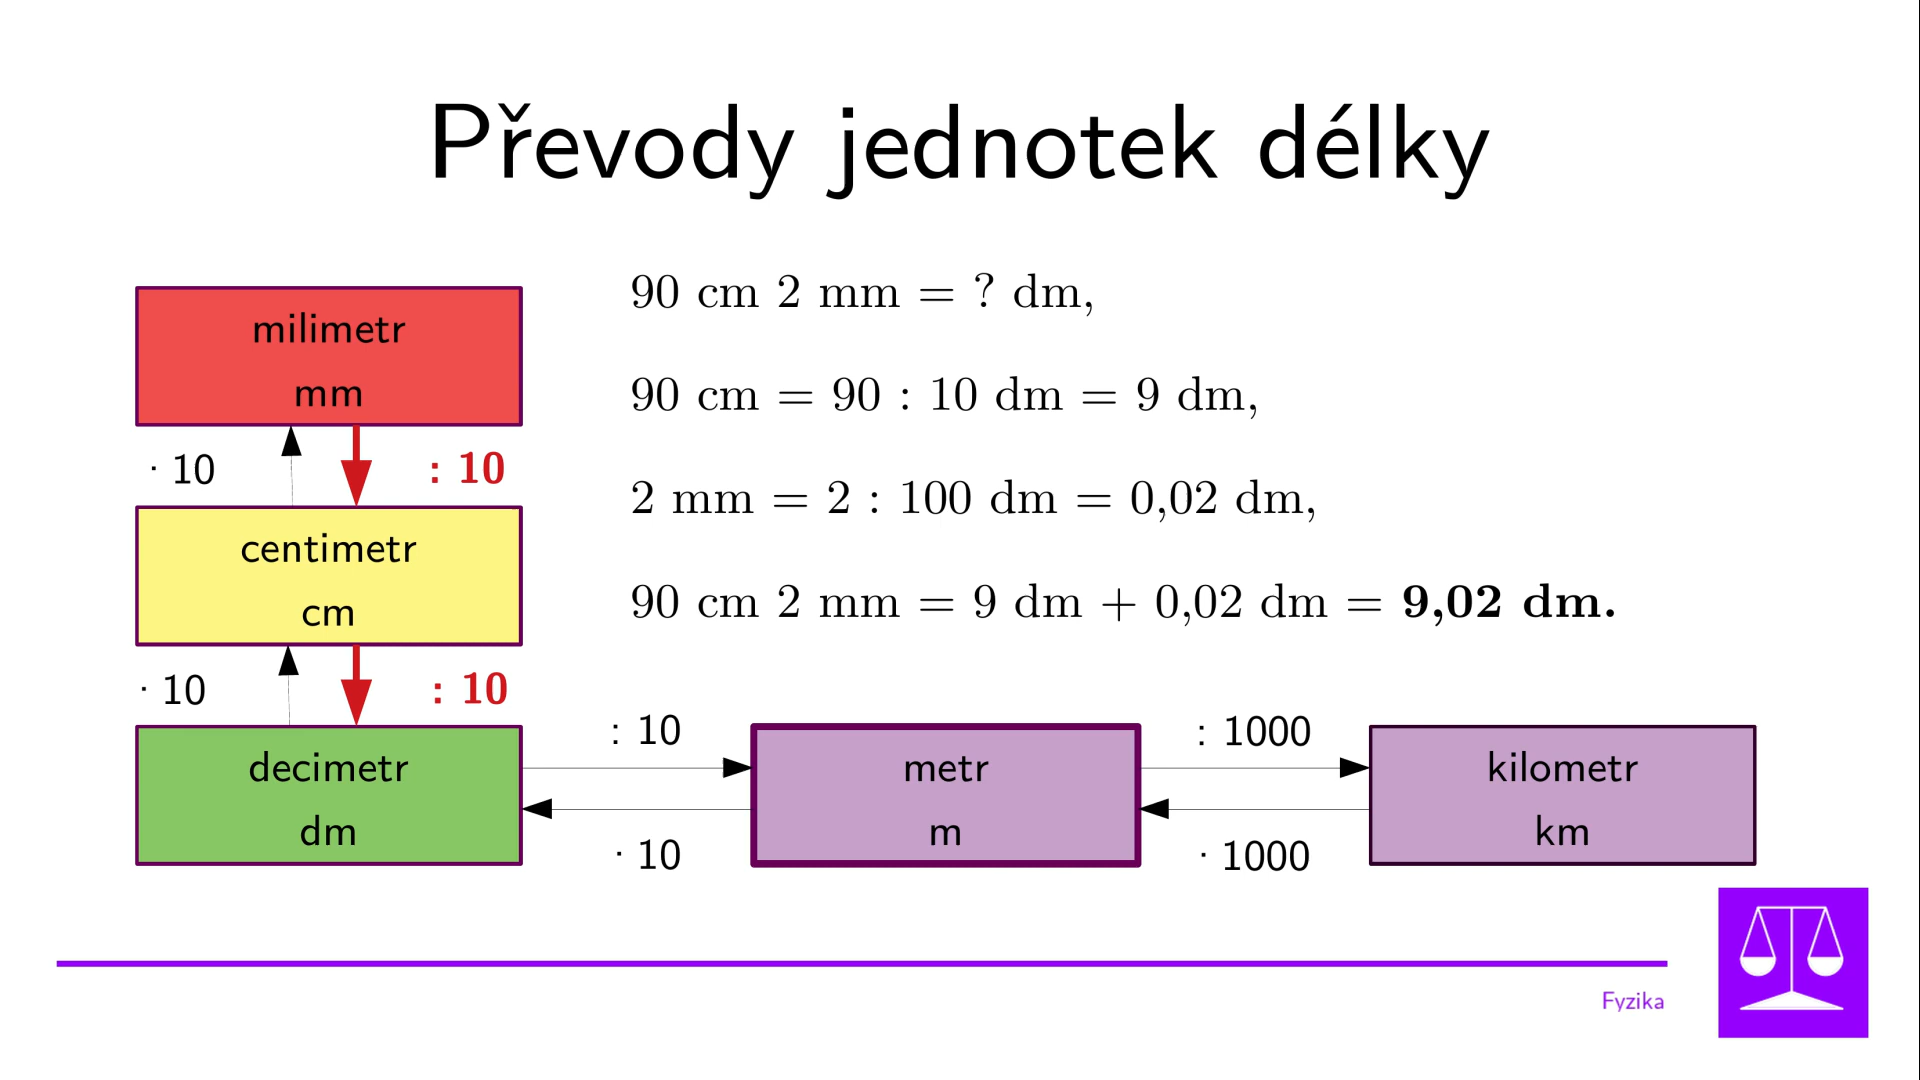 Převody jednotek délky
90 cm 2 mm = ? dm,
90 cm = 90 : 10 dm = 9 dm,
2 mm = 2 : 100 dm = 0,02 dm,
90 cm 2 mm = 9 dm + 0,02 dm = 9,02 dm.
milimetr
mm
· 10
: 10
centimetr
cm
· 10
: 10
decimetr
dm
: 10
· 10
metr
m
: 1000
· 1000
kilometr
km
Fyzika